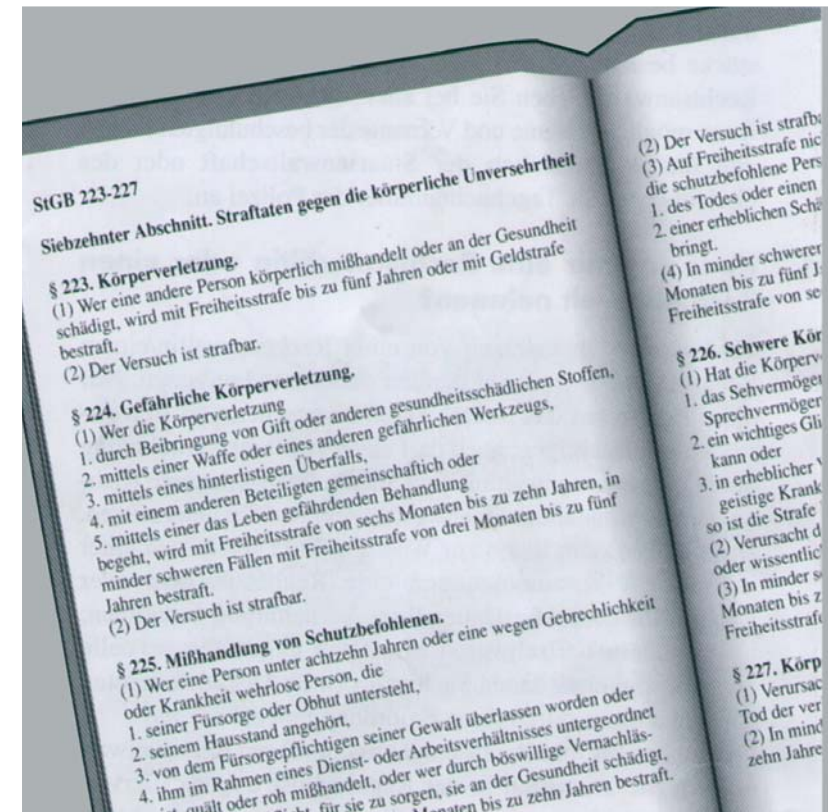 StGB 223-227
Siebzehnter Abschnitt. Straftaten gegen die körperliche Unversehrtheit
§ 223. Körperverletzung.
(1) Wer eine andere Person körperlich mißhandelt oder an der Gesundheit
schädigt, wird mit Freiheitsstrafe bis zu fünf Jahren oder mit Geldstrafe
bestraft.
(2) Der Versuch ist strafbar.
§ 224. Gefährliche Körperverletzung.
(1) Wer die Körperverletzung
1. durch Beibringung von Gift oder anderen gesundheitsschädlichen Stoffen,
2. mittels einer Waffe oder eines anderen gefährlichen Werkzeugs,
3. mittels eines hinterlistigen Überfalls,
4. mit einem anderen Beteiligten gemeinschaftich oder
5. mittels einer das Leben gefährdenden Behandlung
begeht, wird mit Freiheitsstrafe von sechs Monaten bis zu zehn Jahren, in
minder schweren Fällen mit Freiheitsstrafe von drei Monaten bis zu fünf
Jahren bestraft.
(2) Der Versuch ist strafbar.
§ 225. Mißhandlung von Schutzbefohlenen.
(1) Wer eine Person unter achtzehn Jahren oder eine wegen Gebrechlichkeit
oder Krankheit wehrlose Person, die
1. seiner Fürsorge oder Obhut untersteht,
2. seinem Hausstand angehört,
3. von dem Fürsorgepflichtigen seiner Gewalt überlassen worden oder
4. ihm im Rahmen eines Dienst- oder Arbeitsverhältnisses untergeordnet
ist, quält oder roh mißhandelt, oder wer durch böswillige Vernachläs-
für sie zu sorgen, sie an der Gesundheit schädigt,
Monaten bis zu zehn Jahren bestraft.
(2) Der Versuch ist strafba
(3) Auf Freiheitsstrafe nic
die schutzbefohlene Pers
1. des Todes oder einen
2. einer erheblichen Schä
bringt.
(4) In minder schweren
Monaten bis zu fünf J
Freiheitsstrafe von se
§ 226. Schwere Kör
(1) Hat die Körperv
1. das Sehvermöge
Sprechvermöger
2. ein wichtiges Gli
kann oder
3. in erheblicher
geistige Krank
so ist die Strafe
(2) Verursacht d
oder wissentlic
(3) In minder s
Monaten bis z
Freiheitsstrafe
§ 227. Körp
(1) Verursac
Tod der ver
(2) In mind
zehn Jahre